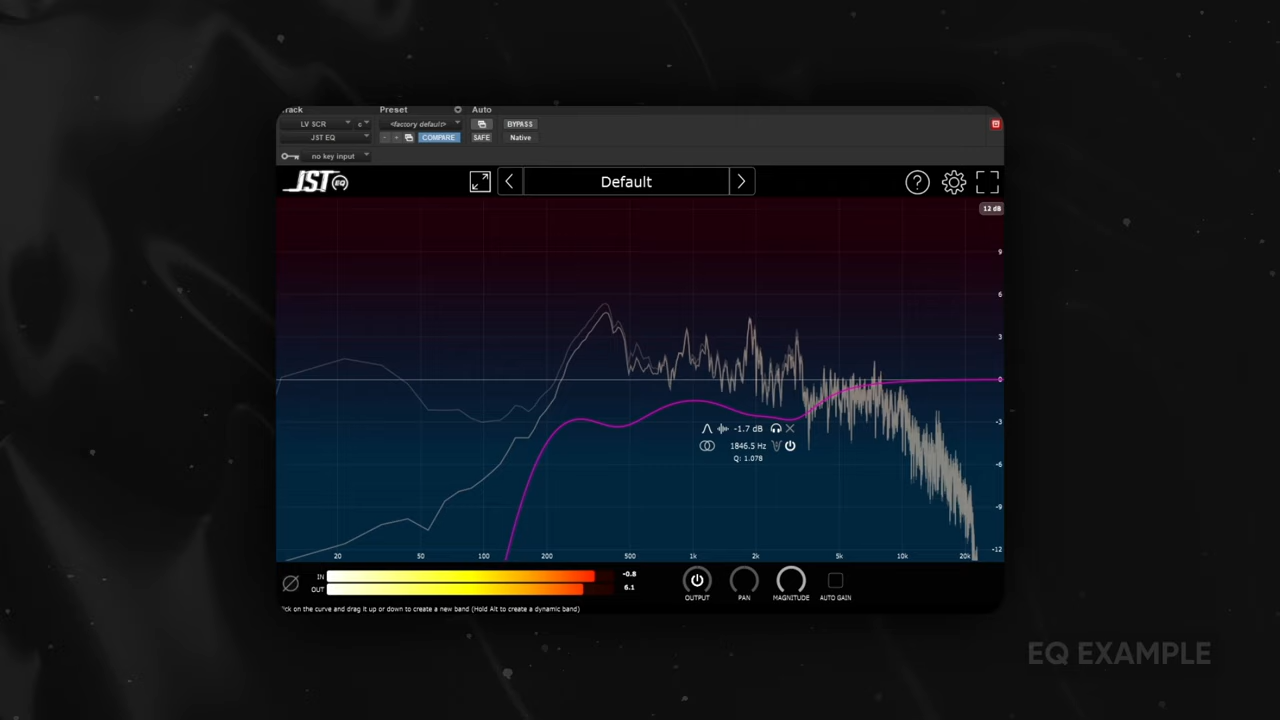 Track Preset Auto
LV SCR c <factory default> BYPASS
JST EQ - + COMPARE SAFE Native
no key input
JST EQ Default ?
12 dB
9
6
3
0
-3
-6
-9
-12
-1.7 dB
1846.5 Hz
Q: 1.078
20 50 100 200 500 1k 2k 5k 10k 20k
IN -0.8
OUT 6.1
OUTPUT PAN MAGNITUDE AUTO GAIN
ick on the curve and drag it up or down to create a new band (Hold Alt to create a dynamic band)
EQ EXAMPLE